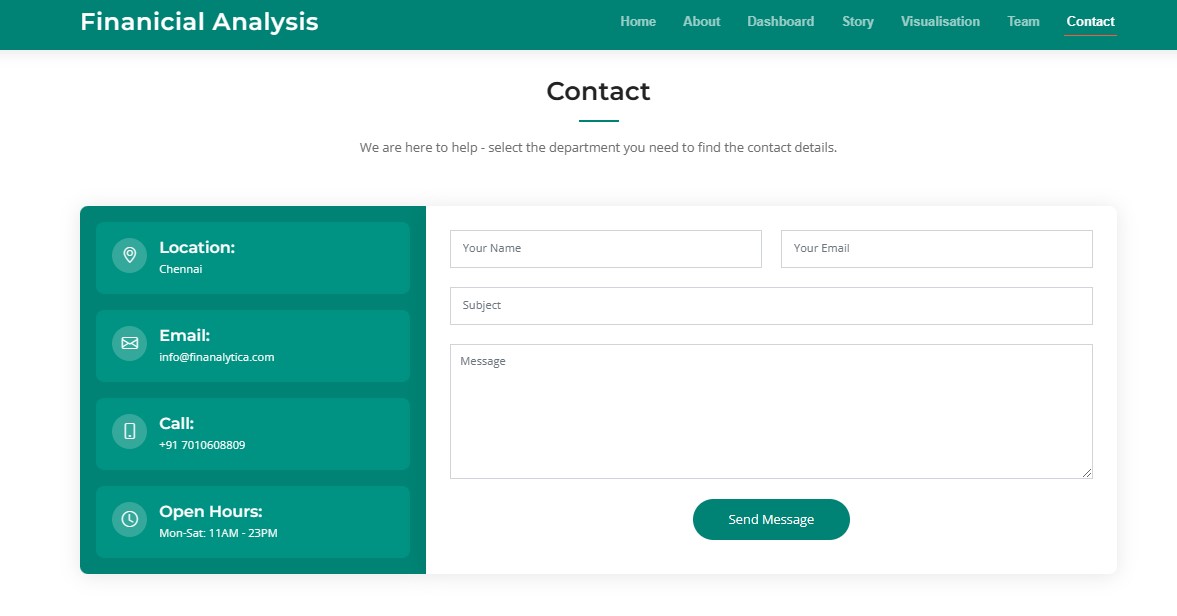 Finanicial Analysis
Home About Dashboard Story Visualisation Team Contact
Contact
We are here to help - select the department you need to find the contact details.
Location:
Chennai
Email:
info@finanalytica.com
Call:
+91 7010608809
Open Hours:
Mon-Sat: 11AM - 23PM
Your Name
Your Email
Subject
Message
Send Message